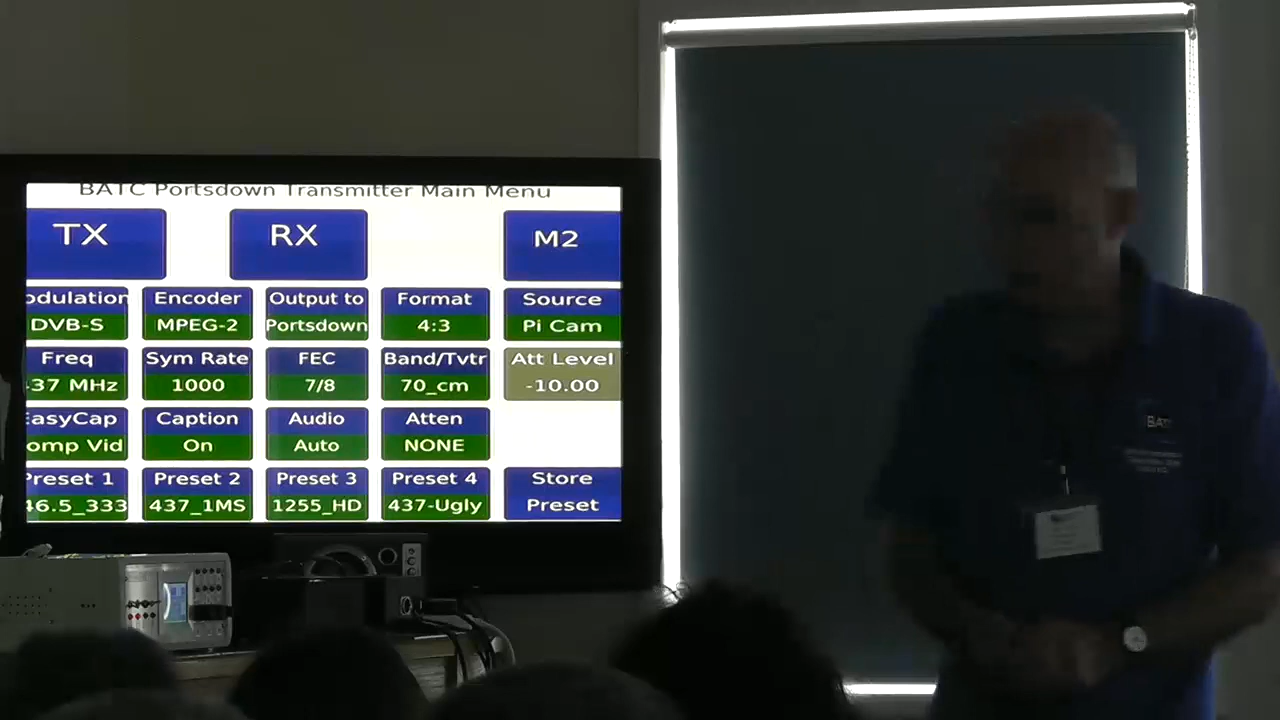 BATC Portsdown Transmitter Main Menu
TX RX M2
odulation Encoder Output to Format Source
DVB-S MPEG-2 Portsdown 4:3 Pi Cam
Freq Sym Rate FEC Band/Tvtr Att Level
37 MHz 1000 7/8 70_cm -10.00
EasyCap Caption Audio Atten
omp Vid On Auto NONE
Preset 1 Preset 2 Preset 3 Preset 4 Store
46.5_333 437_1MS 1255_HD 437-Ugly Preset
BATC